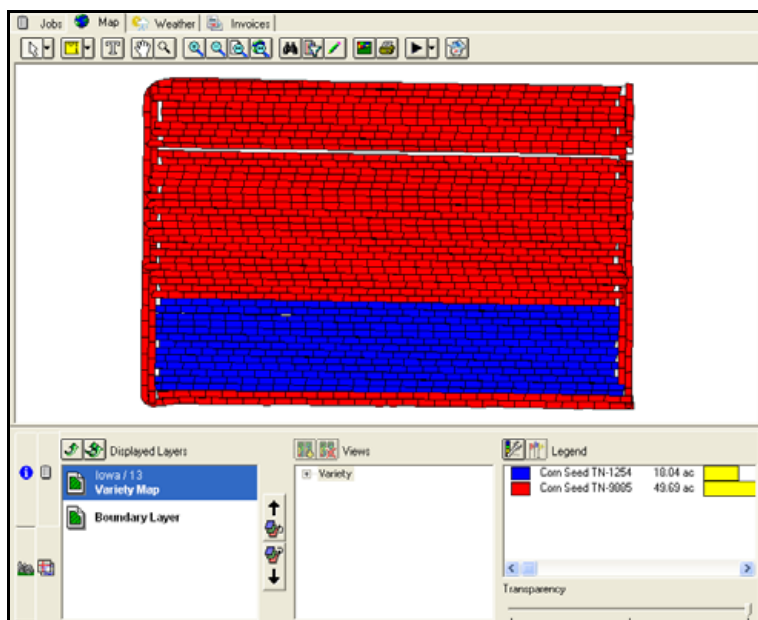 Jobs Map Weather Invoices
T
Displayed Layers Views Legend
Iowa / 13
Variety Map
Boundary Layer
Variety
Corn Seed TN-1254 18.04 ac
Corn Seed TN-9885 49.69 ac
Transparency